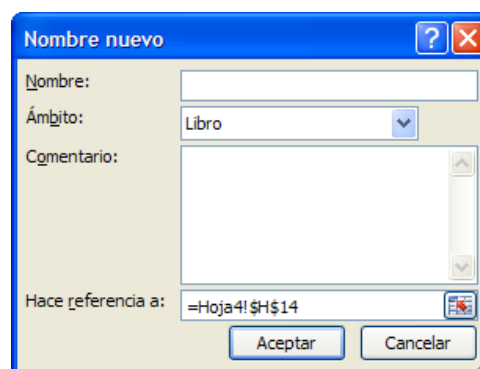 Nombre nuevo
Nombre:
Ámbito: Libro
Comentario:
Hace referencia a: =Hoja4!$H$14
Aceptar Cancelar